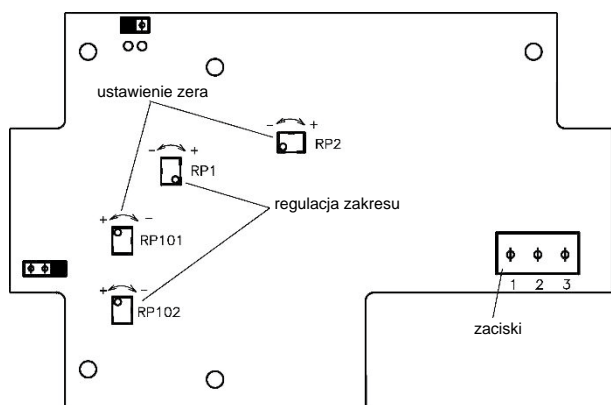 ustawienie zera
- +
RP2
- +
RP1
regulacja zakresu
+ -
RP101
+ -
RP102
1 2 3
zaciski